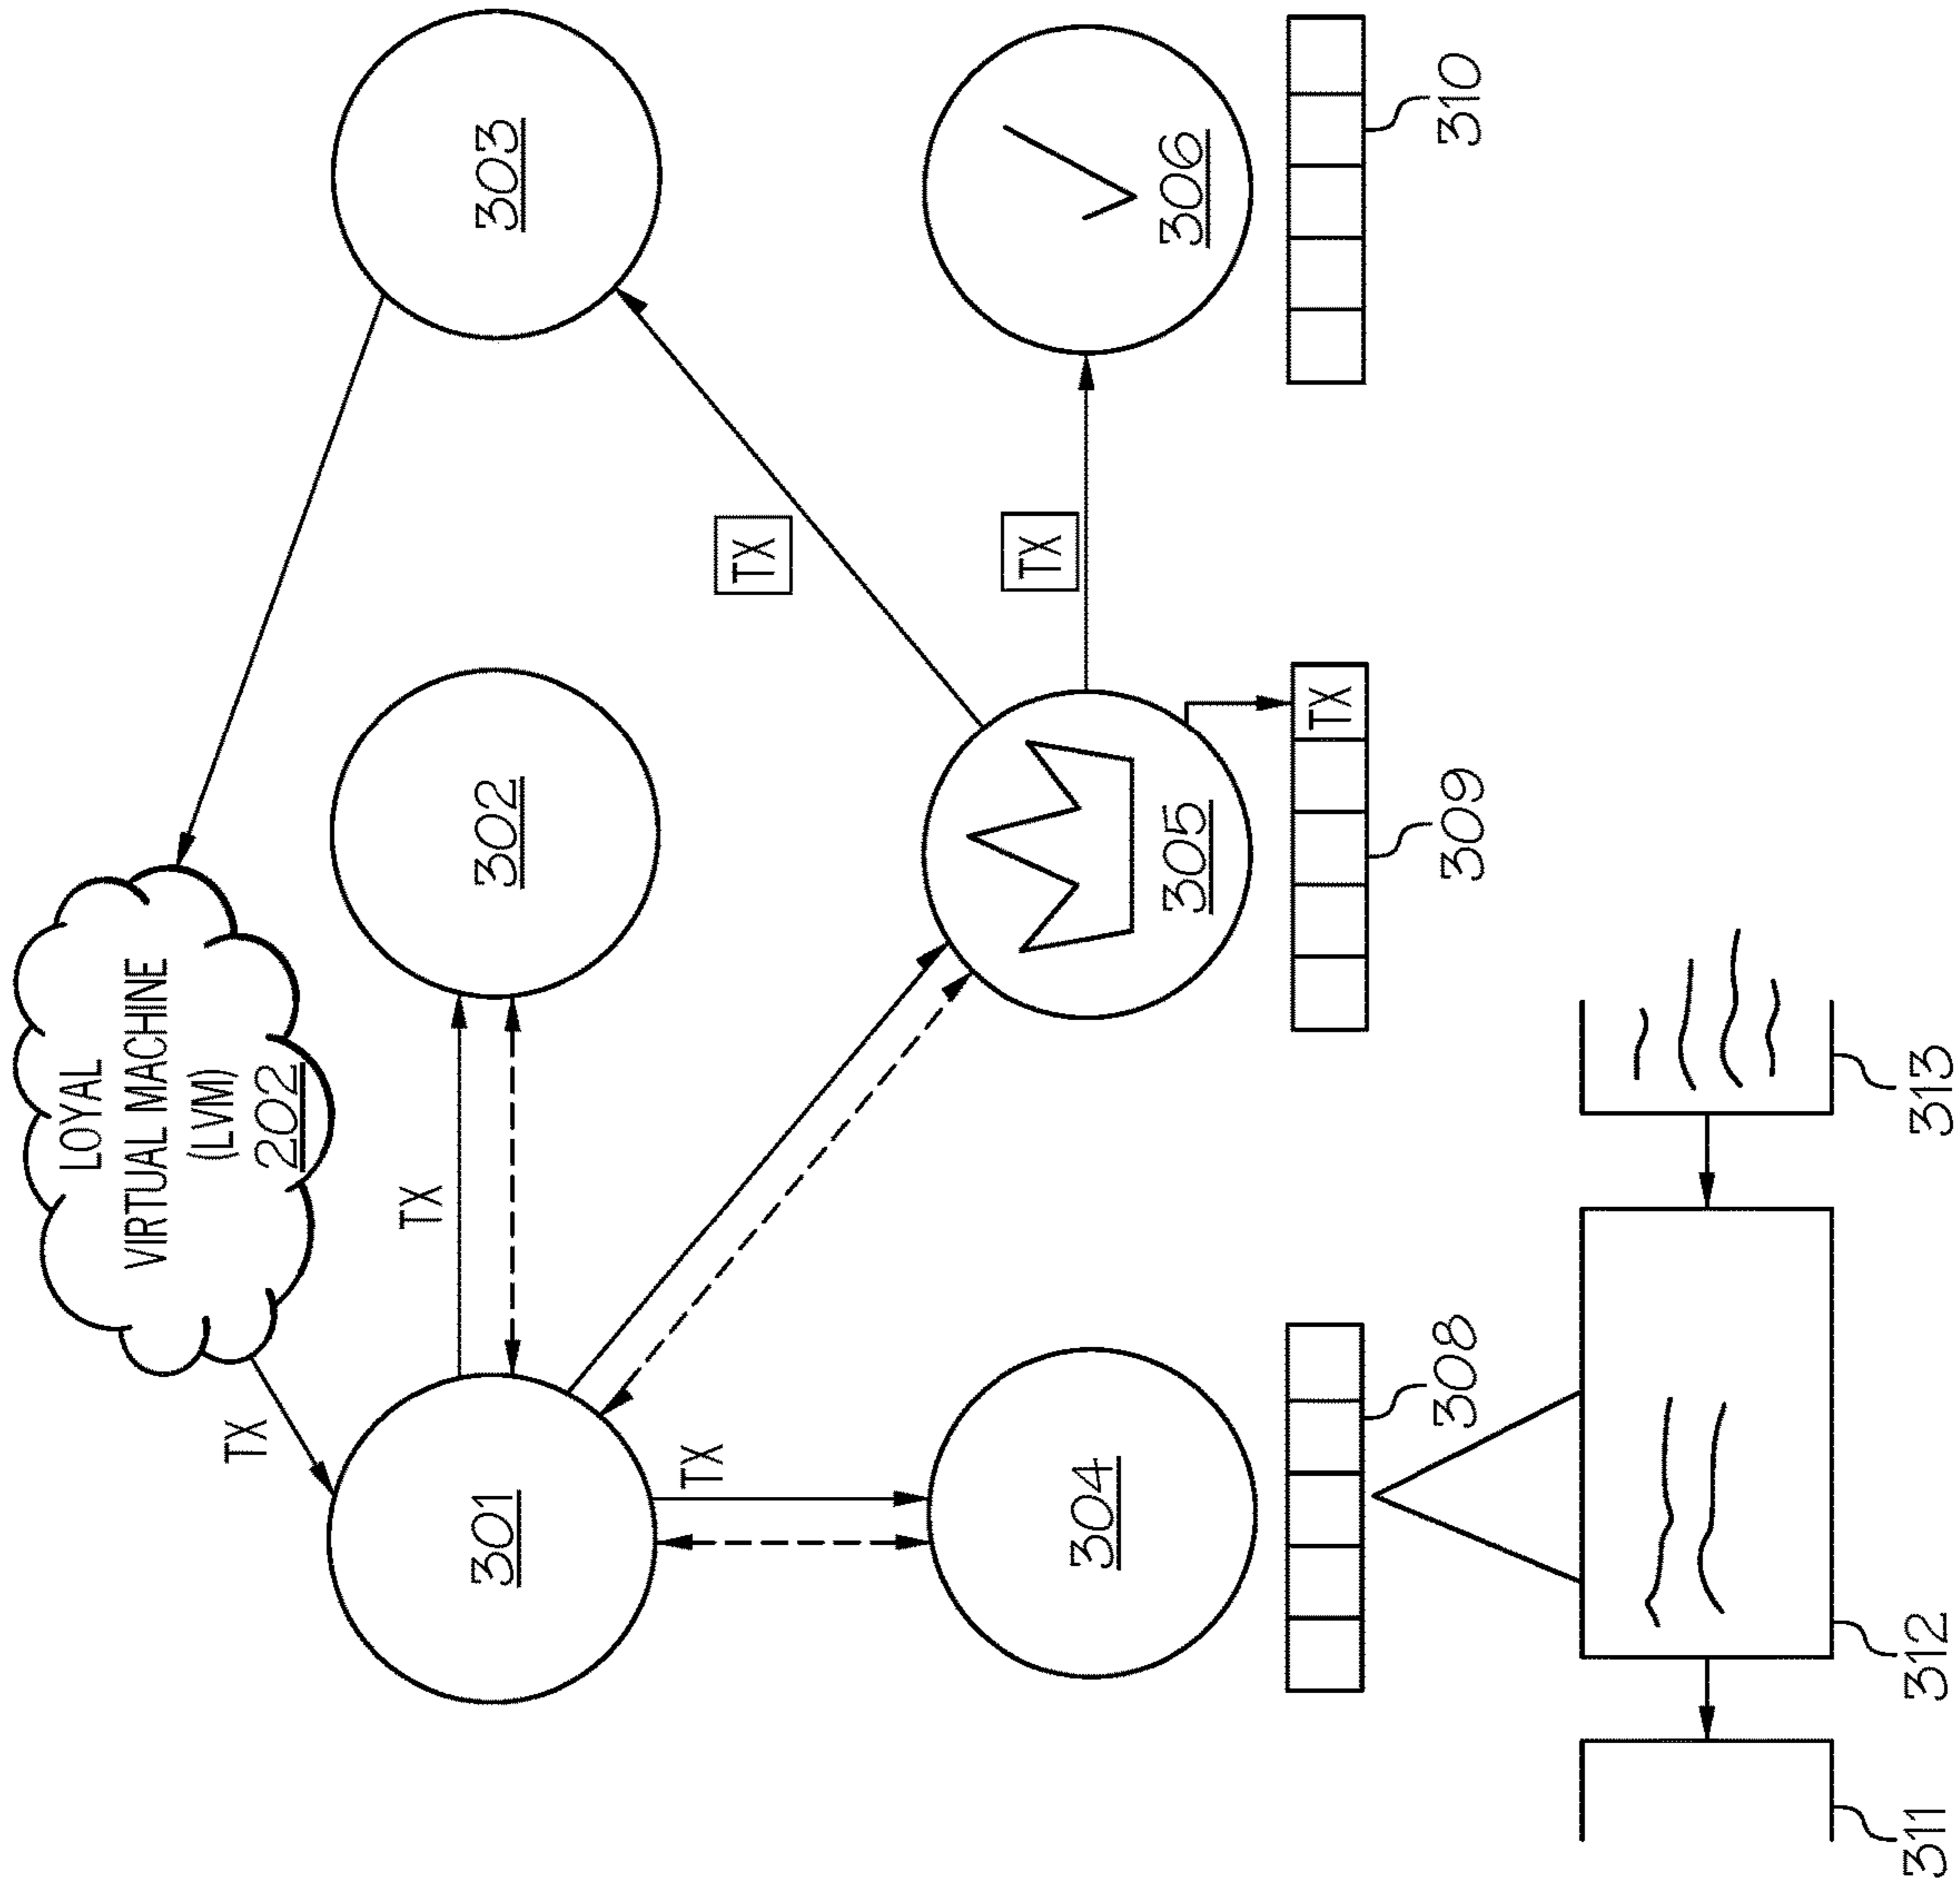 LOYAL
VIRTUAL MACHINE
(LVM)
202
TX
TX
301
302
303
TX
TX
TX
304
305
306
TX
308
309
310
311
312
313